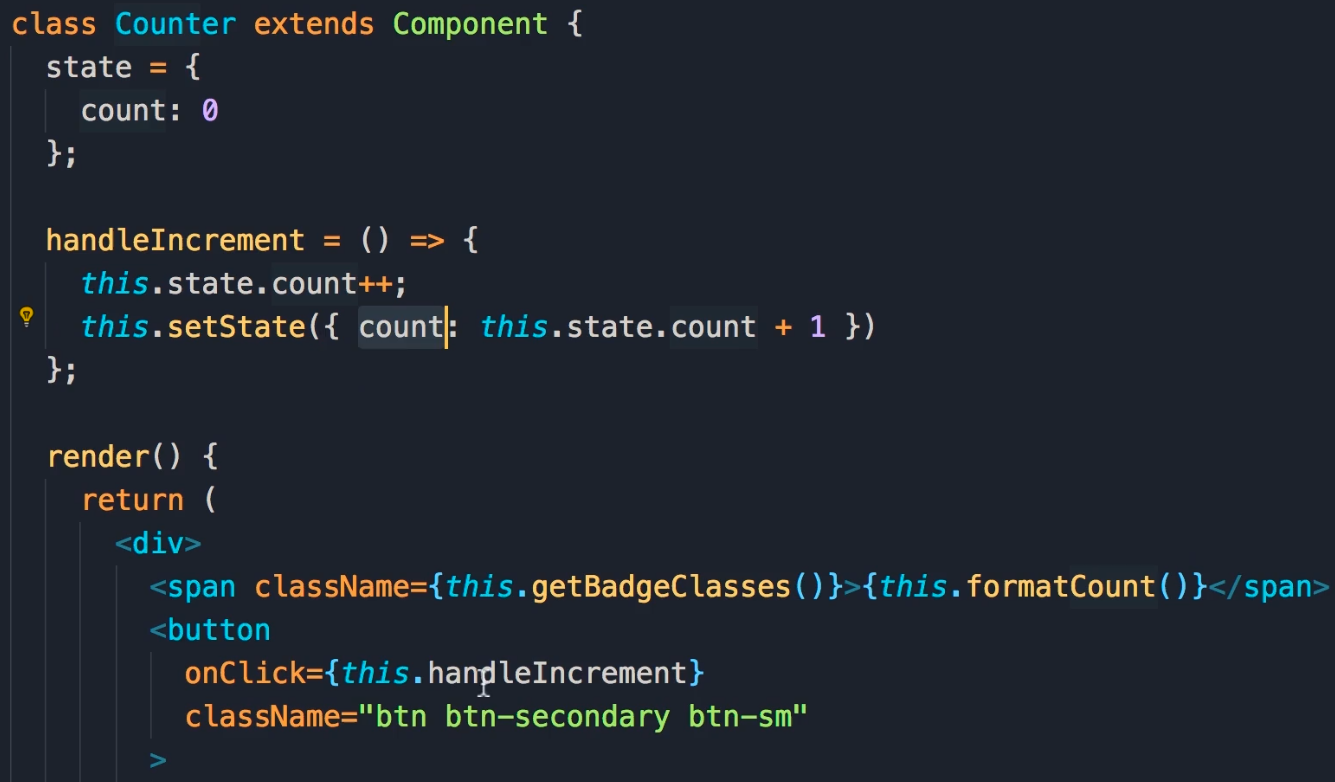 class Counter extends Component {
  state = {
    count: 0
  };

  handleIncrement = () => {
    this.state.count++;
    this.setState({ count: this.state.count + 1 })
  };

  render() {
    return (
      <div>
        <span className={this.getBadgeClasses()}>{this.formatCount()}</span>
        <button
          onClick={this.handleIncrement}
          className="btn btn-secondary btn-sm"
        >